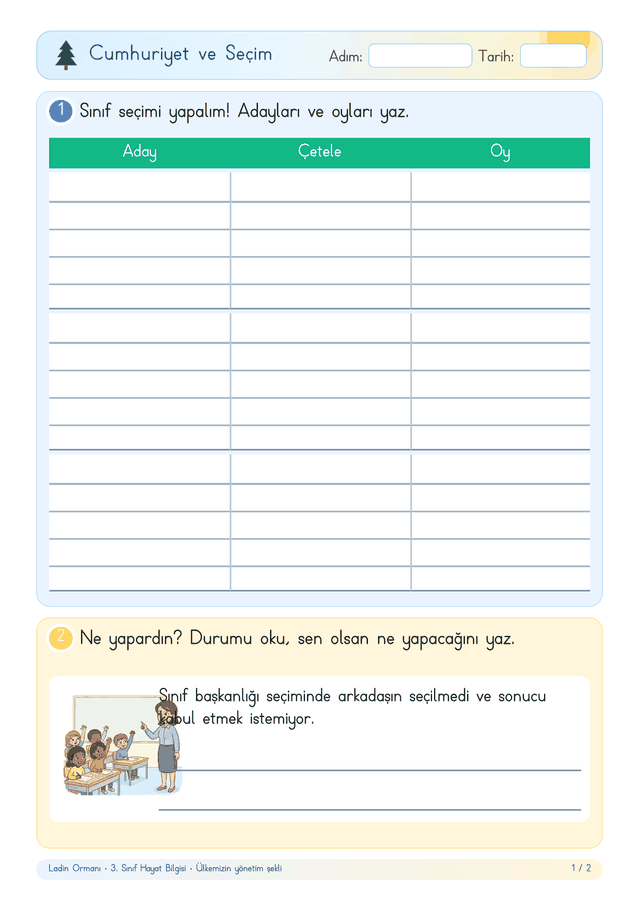 Cumhuriyet ve Seçim
Adım:
Tarih:
1 Sınıf seçimi yapalım! Adayları ve oyları yaz.
Aday Çetele Oy
2 Ne yapardın? Durumu oku, sen olsan ne yapacağını yaz.
Sınıf başkanlığı seçiminde arkadaşın seçilmedi ve sonucu
kabul etmek istemiyor.
Ladin Ormanı • 3. Sınıf Hayat Bilgisi • Ülkemizin yönetim şekli
1 / 2